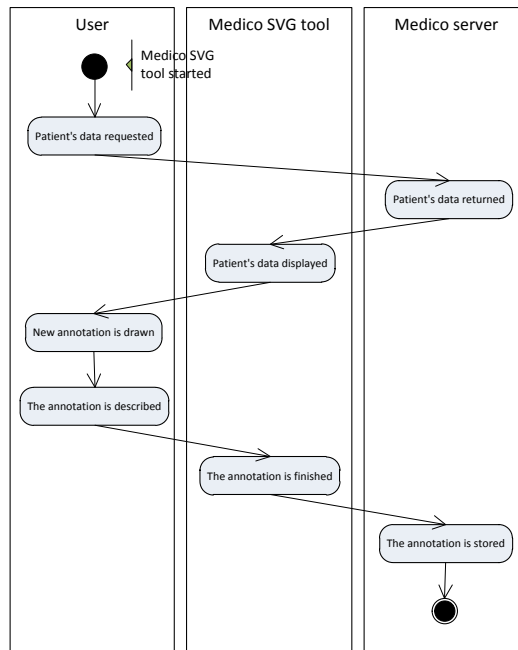 User
Medico SVG tool
Medico server
Medico SVG
tool started
Patient's data requested
Patient's data returned
Patient's data displayed
New annotation is drawn
The annotation is described
The annotation is finished
The annotation is stored